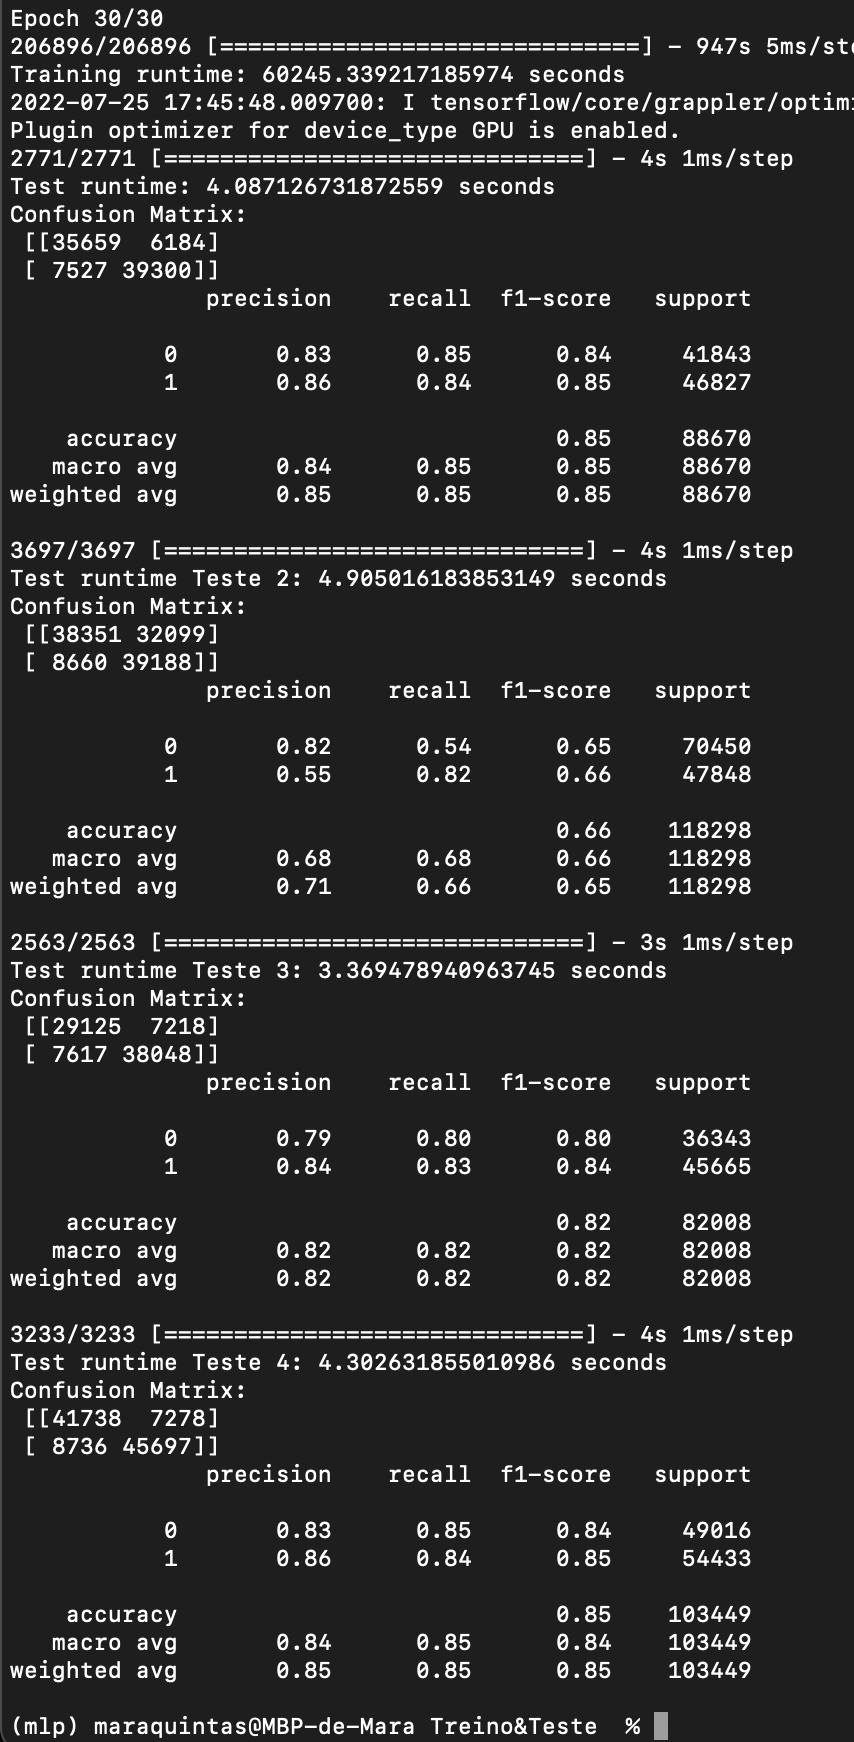 Epoch 30/30
206896/206896 [==============================] - 947s 5ms/ste
Training runtime: 60245.339217185974 seconds
2022-07-25 17:45:48.009700: I tensorflow/core/grappler/optimi
Plugin optimizer for device_type GPU is enabled.
2771/2771 [==============================] - 4s 1ms/step
Test runtime: 4.087126731872559 seconds
Confusion Matrix:
 [[35659  6184]
 [ 7527 39300]]
              precision    recall  f1-score   support

           0       0.83      0.85      0.84     41843
           1       0.86      0.84      0.85     46827

    accuracy                           0.85     88670
   macro avg       0.84      0.85      0.85     88670
weighted avg       0.85      0.85      0.85     88670

3697/3697 [==============================] - 4s 1ms/step
Test runtime Teste 2: 4.905016183853149 seconds
Confusion Matrix:
 [[38351 32099]
 [ 8660 39188]]
              precision    recall  f1-score   support

           0       0.82      0.54      0.65     70450
           1       0.55      0.82      0.66     47848

    accuracy                           0.66    118298
   macro avg       0.68      0.68      0.66    118298
weighted avg       0.71      0.66      0.65    118298

2563/2563 [==============================] - 3s 1ms/step
Test runtime Teste 3: 3.369478940963745 seconds
Confusion Matrix:
 [[29125  7218]
 [ 7617 38048]]
              precision    recall  f1-score   support

           0       0.79      0.80      0.80     36343
           1       0.84      0.83      0.84     45665

    accuracy                           0.82     82008
   macro avg       0.82      0.82      0.82     82008
weighted avg       0.82      0.82      0.82     82008

3233/3233 [==============================] - 4s 1ms/step
Test runtime Teste 4: 4.302631855010986 seconds
Confusion Matrix:
 [[41738  7278]
 [ 8736 45697]]
              precision    recall  f1-score   support

           0       0.83      0.85      0.84     49016
           1       0.86      0.84      0.85     54433

    accuracy                           0.85    103449
   macro avg       0.84      0.85      0.84    103449
weighted avg       0.85      0.85      0.85    103449

(mlp) maraquintas@MBP-de-Mara Treino&Teste  %